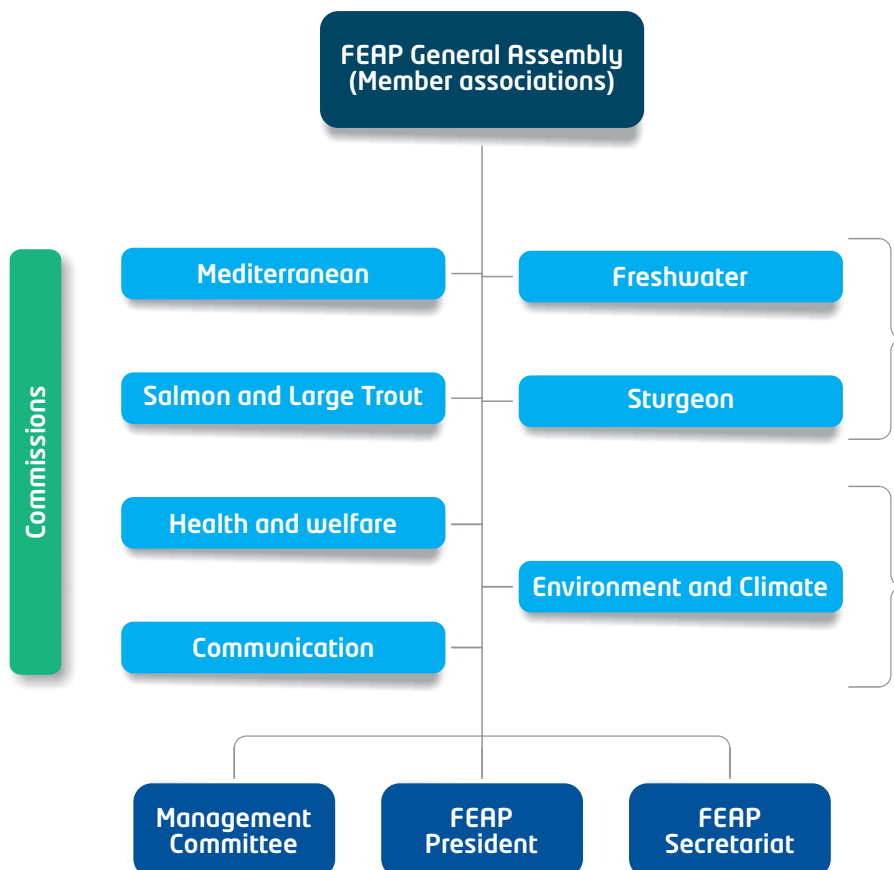 FEAP General Assembly
(Member associations)
Commissions
Mediterranean
Freshwater
Salmon and Large Trout
Sturgeon
Health and welfare
Environment and Climate
Communication
Management
Committee
FEAP
President
FEAP
Secretariat